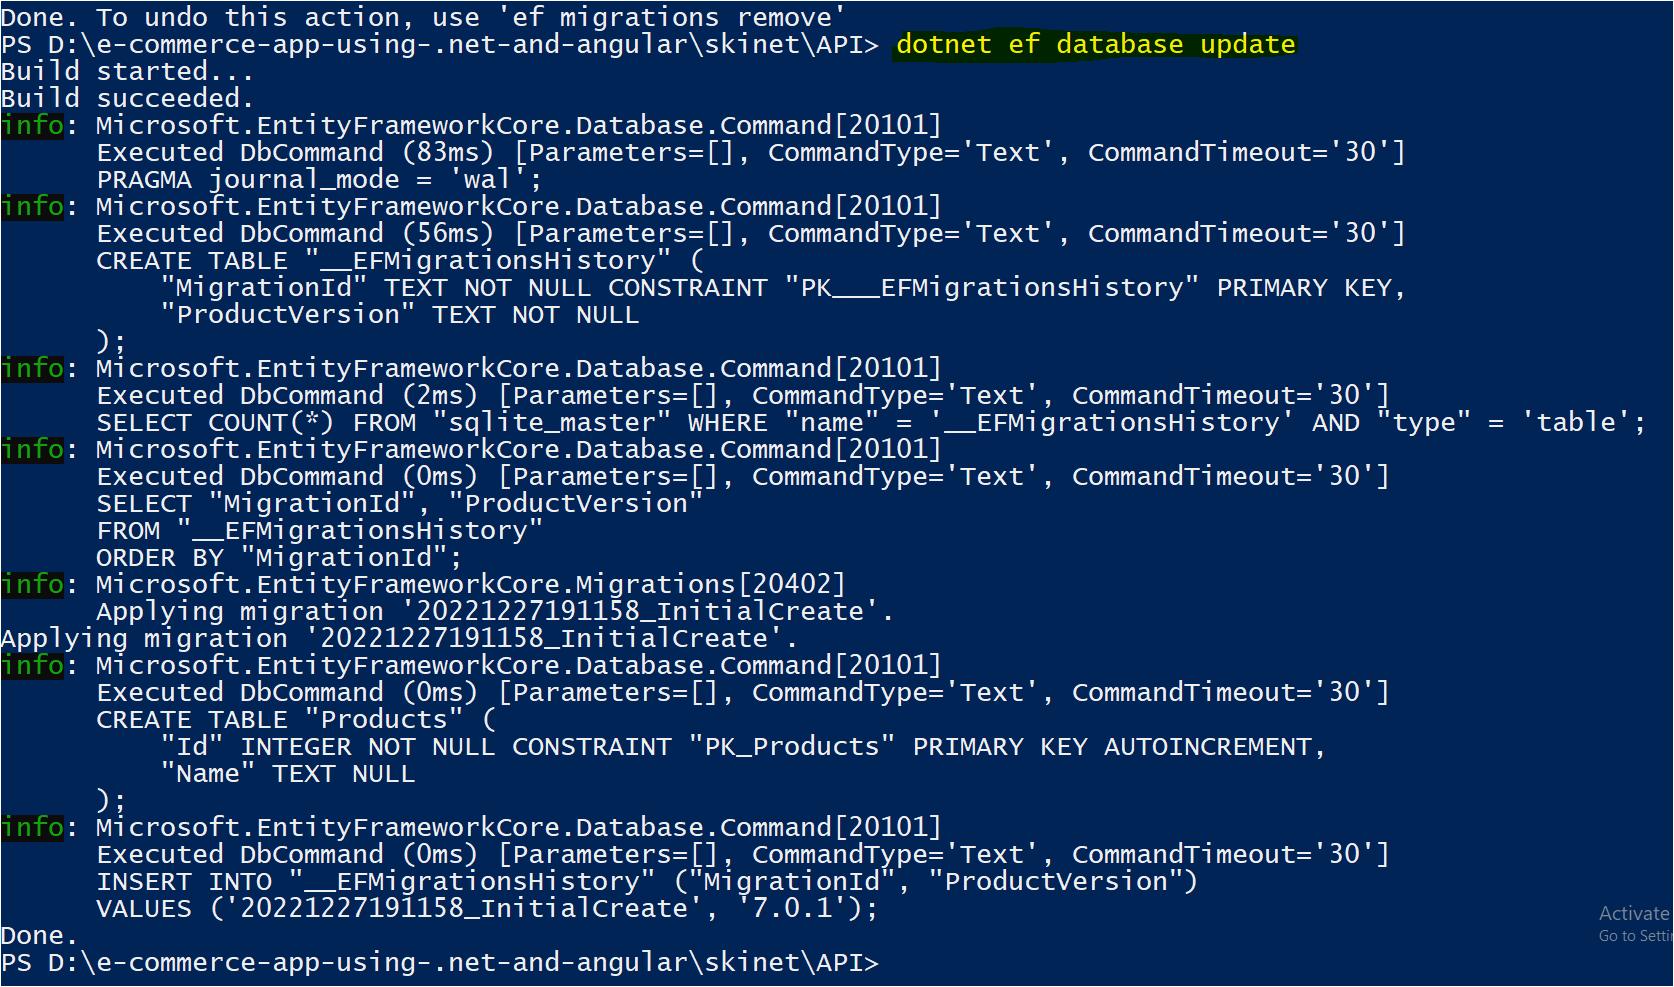 Done. To undo this action, use 'ef migrations remove'
PS D:\e-commerce-app-using-.net-and-angular\skinet\API> dotnet ef database update
Build started...
Build succeeded.
info: Microsoft.EntityFrameworkCore.Database.Command[20101]
      Executed DbCommand (83ms) [Parameters=[], CommandType='Text', CommandTimeout='30']
      PRAGMA journal_mode = 'wal';
info: Microsoft.EntityFrameworkCore.Database.Command[20101]
      Executed DbCommand (56ms) [Parameters=[], CommandType='Text', CommandTimeout='30']
      CREATE TABLE "__EFMigrationsHistory" (
          "MigrationId" TEXT NOT NULL CONSTRAINT "PK___EFMigrationsHistory" PRIMARY KEY,
          "ProductVersion" TEXT NOT NULL
      );
info: Microsoft.EntityFrameworkCore.Database.Command[20101]
      Executed DbCommand (2ms) [Parameters=[], CommandType='Text', CommandTimeout='30']
      SELECT COUNT(*) FROM "sqlite_master" WHERE "name" = '__EFMigrationsHistory' AND "type" = 'table';
info: Microsoft.EntityFrameworkCore.Database.Command[20101]
      Executed DbCommand (0ms) [Parameters=[], CommandType='Text', CommandTimeout='30']
      SELECT "MigrationId", "ProductVersion"
      FROM "__EFMigrationsHistory"
      ORDER BY "MigrationId";
info: Microsoft.EntityFrameworkCore.Migrations[20402]
      Applying migration '20221227191158_InitialCreate'.
Applying migration '20221227191158_InitialCreate'.
info: Microsoft.EntityFrameworkCore.Database.Command[20101]
      Executed DbCommand (0ms) [Parameters=[], CommandType='Text', CommandTimeout='30']
      CREATE TABLE "Products" (
          "Id" INTEGER NOT NULL CONSTRAINT "PK_Products" PRIMARY KEY AUTOINCREMENT,
          "Name" TEXT NULL
      );
info: Microsoft.EntityFrameworkCore.Database.Command[20101]
      Executed DbCommand (0ms) [Parameters=[], CommandType='Text', CommandTimeout='30']
      INSERT INTO "__EFMigrationsHistory" ("MigrationId", "ProductVersion")
      VALUES ('20221227191158_InitialCreate', '7.0.1');
Done.
PS D:\e-commerce-app-using-.net-and-angular\skinet\API>
Activate
Go to Settin